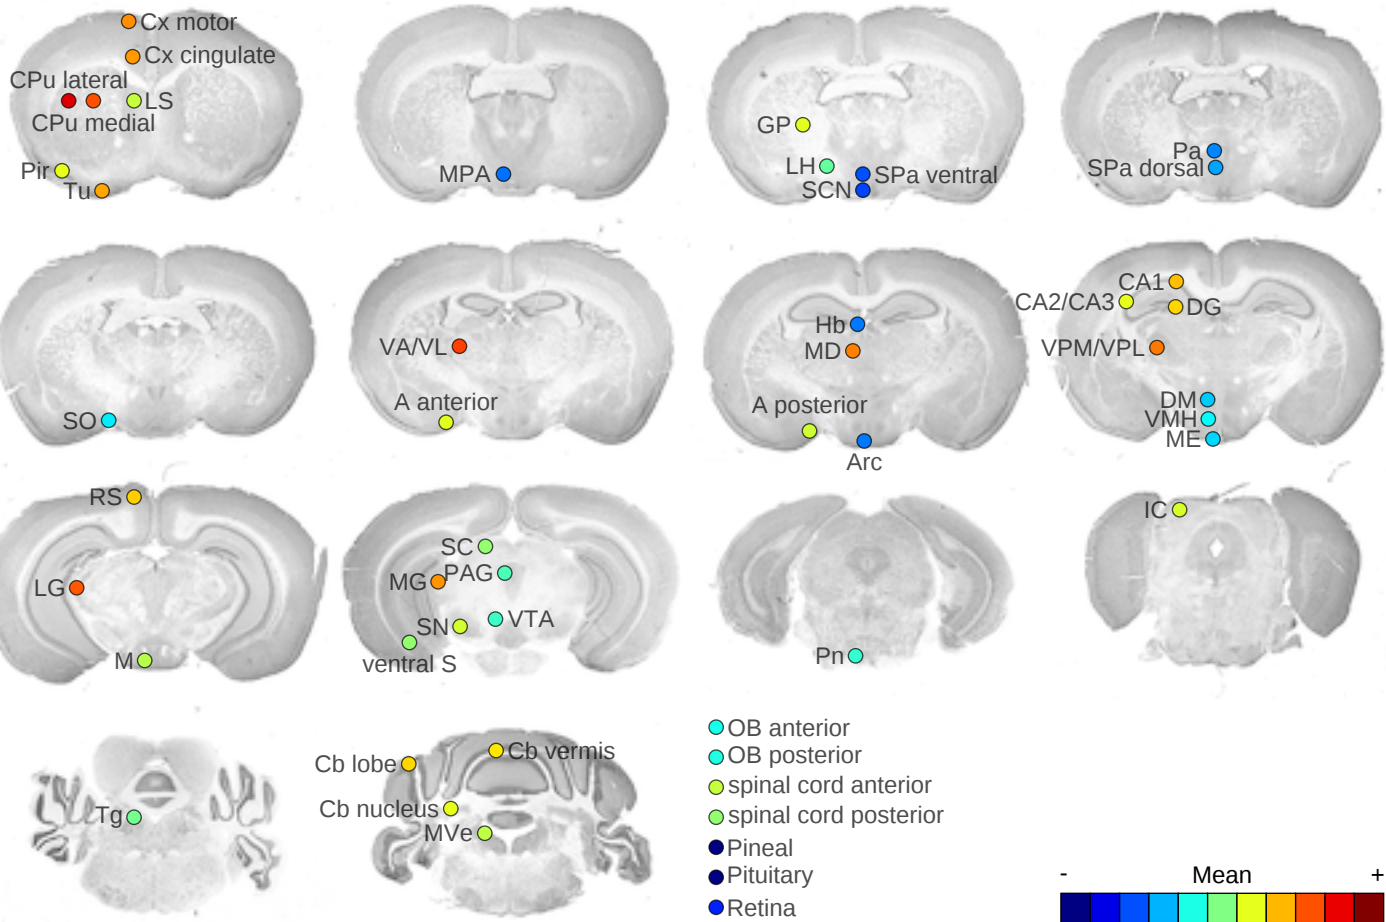 Cx motor
Cx cingulate
CPu lateral
LS
CPu medial
Pir
Tu
MPA
GP
LH
SPa ventral
SCN
Pa
SPa dorsal
SO
VA/VL
A anterior
Hb
MD
A posterior
Arc
CA1
CA2/CA3
DG
VPM/VPL
DM
VMH
ME
RS
LG
M
SC
PAG
MG
VTA
SN
ventral S
Pn
IC
Tg
Cb vermis
Cb lobe
Cb nucleus
MVe
OB anterior
OB posterior
spinal cord anterior
spinal cord posterior
Pineal
Pituitary
Retina
- Mean +